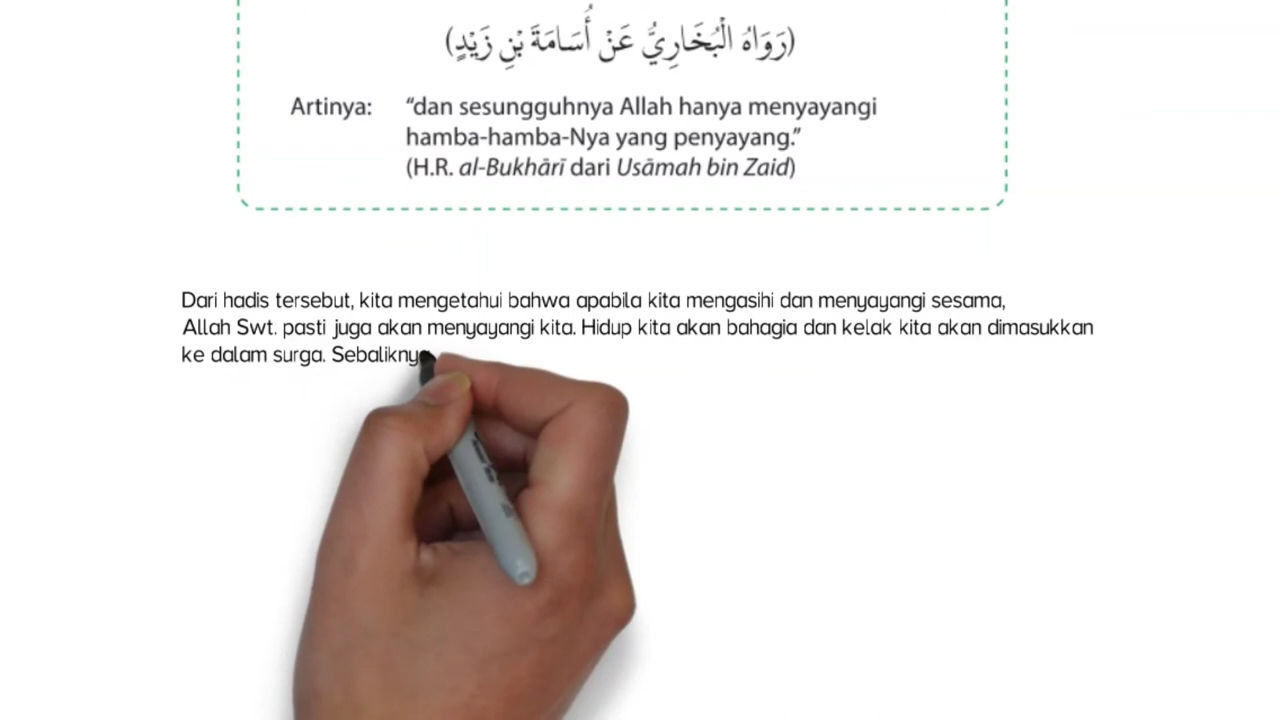 (رَوَاهُ الْبُخَارِيُّ عَنْ أُسَامَةَ بْنِ زَيْدٍ)
Artinya: “dan sesungguhnya Allah hanya menyayangi
hamba-hamba-Nya yang penyayang.”
(H.R. al-Bukhārī dari Usāmah bin Zaid)
Dari hadis tersebut, kita mengetahui bahwa apabila kita mengasihi dan menyayangi sesama,
Allah Swt. pasti juga akan menyayangi kita. Hidup kita akan bahagia dan kelak kita akan dimasukkan
ke dalam surga. Sebaliknya